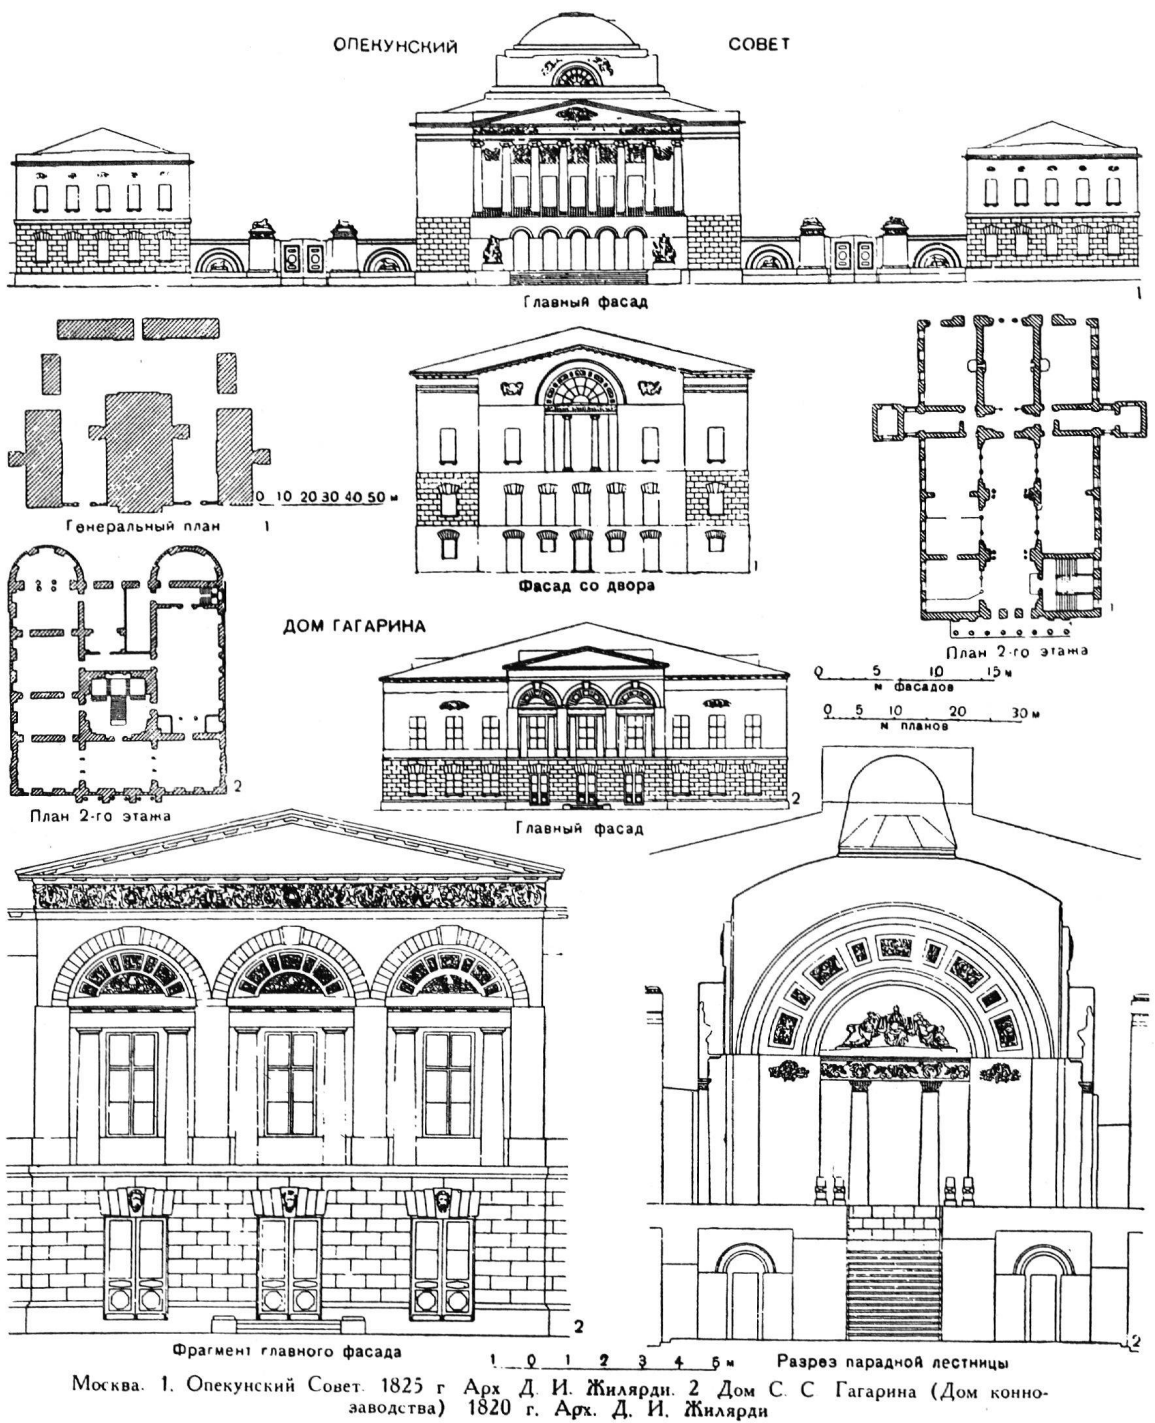 ОПЕКУНСКИЙ СОВЕТ
Главный фасад
1
Генеральный план
1
0 10 20 30 40 50 м
Фасад со двора
1
План 2-го этажа
1
0 5 10 15 м
м фасадов
0 5 10 20 30 м
м планов
ДОМ ГАГАРИНА
План 2-го этажа
2
Главный фасад
2
Фрагмент главного фасада
2
1 0 1 2 3 4 5 м
Разрез парадной лестницы
2
Москва. 1. Опекунский Совет. 1825 г Арх Д. И. Жилярди. 2 Дом С. С Гагарина (Дом конно-
заводства) 1820 г. Арх. Д. И. Жилярди